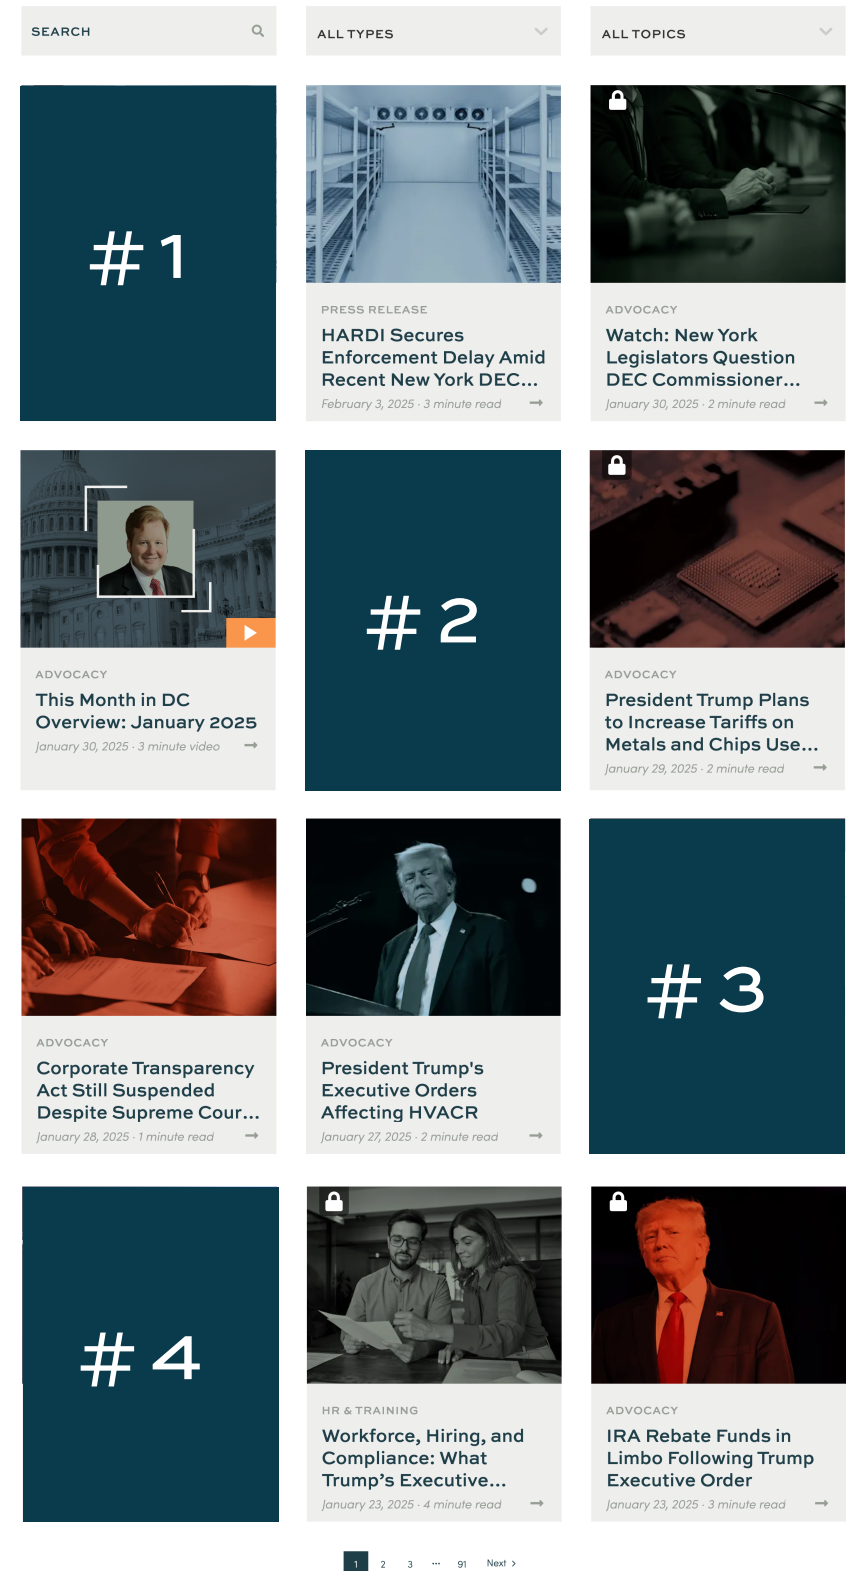 SEARCH
ALL TYPES
ALL TOPICS
# 1
PRESS RELEASE
HARDI Secures
Enforcement Delay Amid
Recent New York DEC...
February 3, 2025 · 3 minute read
ADVOCACY
Watch: New York
Legislators Question
DEC Commissioner...
January 30, 2025 · 2 minute read
ADVOCACY
This Month in DC
Overview: January 2025
January 30, 2025 · 3 minute video
# 2
ADVOCACY
President Trump Plans
to Increase Tariffs on
Metals and Chips Use...
January 29, 2025 · 2 minute read
ADVOCACY
Corporate Transparency
Act Still Suspended
Despite Supreme Cour...
January 28, 2025 · 1 minute read
ADVOCACY
President Trump's
Executive Orders
Affecting HVACR
January 27, 2025 · 2 minute read
# 3
# 4
HR & TRAINING
Workforce, Hiring, and
Compliance: What
Trump’s Executive...
January 23, 2025 · 4 minute read
ADVOCACY
IRA Rebate Funds in
Limbo Following Trump
Executive Order
January 23, 2025 · 3 minute read
1 2 3 ··· 91 Next >